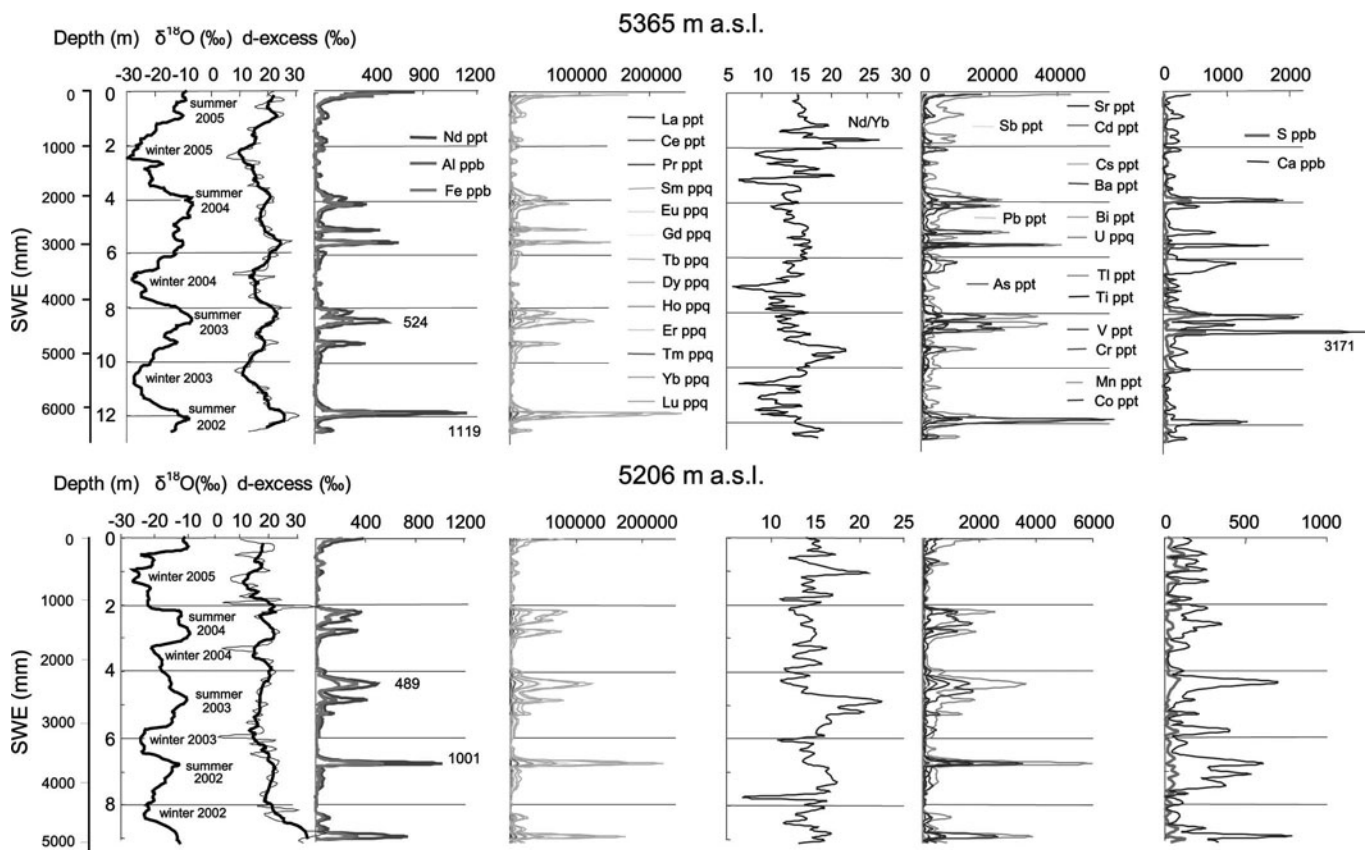 5365 m a.s.l.
Depth (m) δ18O (‰) d-excess (‰)
-30 -20 -10 0 10 20 30
400 800 1200
100000 200000
5 10 15 20 25 30
0 20000 40000
0 1000 2000
SWE (mm)
0
1000
2000
3000
4000
5000
6000
0
2
4
6
8
10
12
summer
2005
winter 2005
summer
2004
winter 2004
summer
2003
winter 2003
summer
2002
Nd ppt
Al ppb
Fe ppb
524
1119
La ppt
Ce ppt
Pr ppt
Sm ppq
Eu ppq
Gd ppq
Tb ppq
Dy ppq
Ho ppq
Er ppq
Tm ppq
Yb ppq
Lu ppq
Nd/Yb
Sb ppt
Pb ppt
As ppt
Sr ppt
Cd ppt
Cs ppt
Ba ppt
Bi ppt
U ppq
Tl ppt
Ti ppt
V ppt
Cr ppt
Mn ppt
Co ppt
S ppb
Ca ppb
3171
5206 m a.s.l.
Depth (m) δ18O(‰) d-excess (‰)
-30 -20 -10 0 10 20 30
400 800 1200
100000 200000
10 15 20 25
0 2000 4000 6000
0 500 1000
SWE (mm)
0
1000
2000
3000
4000
5000
0
2
4
6
8
winter 2005
summer
2004
winter 2004
summer
2003
winter 2003
summer
2002
winter 2002
489
1001